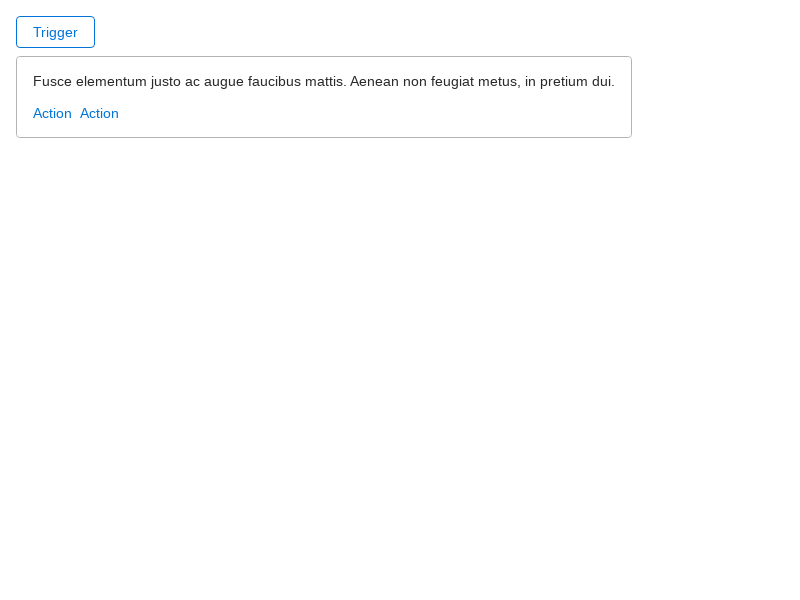 Trigger
Fusce elementum justo ac augue faucibus mattis. Aenean non feugiat metus, in pretium dui.
Action Action